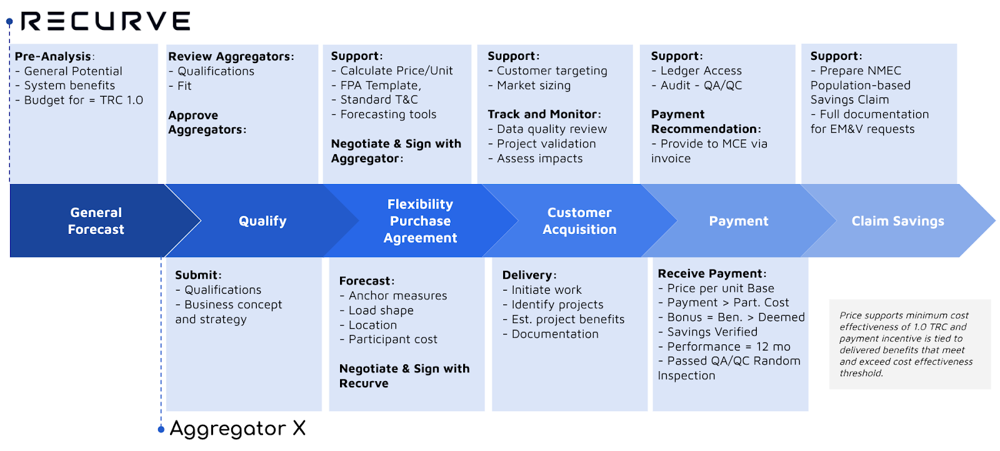 RECURVE
Pre-Analysis:
- General Potential
- System benefits
- Budget for = TRC 1.0
Review Aggregators:
- Qualifications
- Fit
Approve
Aggregators:
Support:
- Calculate Price/Unit
- FPA Template,
- Standard T&C
- Forecasting tools
Negotiate & Sign with
Aggregator:
Support:
- Customer targeting
- Market sizing
Track and Monitor:
- Data quality review
- Project validation
- Assess impacts
Support:
- Ledger Access
- Audit - QA/QC
Payment
Recommendation:
- Provide to MCE via
invoice
Support:
- Prepare NMEC
Population-based
Savings Claim
- Full documentation
for EM&V requests
General
Forecast
Qualify
Flexibility
Purchase
Agreement
Customer
Acquisition
Payment
Claim Savings
Submit:
- Qualifications
- Business concept
and strategy
Forecast:
- Anchor measures
- Load shape
- Location
- Participant cost
Negotiate & Sign with
Recurve
Delivery:
- Initiate work
- Identify projects
- Est. project benefits
- Documentation
Receive Payment:
- Price per unit Base
- Payment > Part. Cost
- Bonus = Ben. > Deemed
- Savings Verified
- Performance = 12 mo
- Passed QA/QC Random
Inspection
Price supports minimum cost
effectiveness of 1.0 TRC and
payment incentive is tied to
delivered benefits that meet
and exceed cost effectiveness
threshold.
Aggregator X